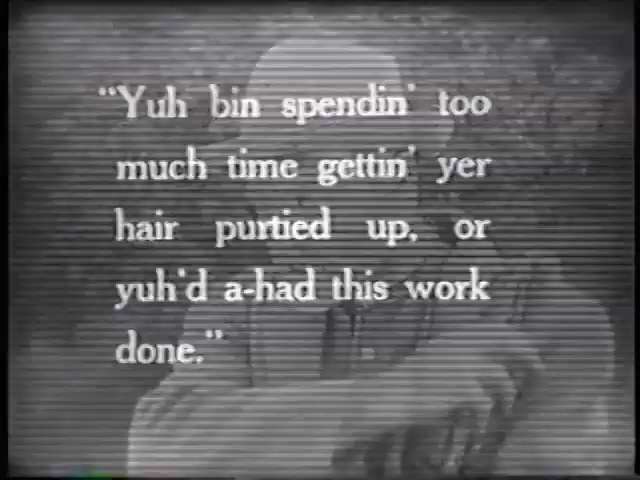 “Yuh bin spendin' too
much time gettin' yer
hair purtied up, or
yuh'd a-had this work
done.”